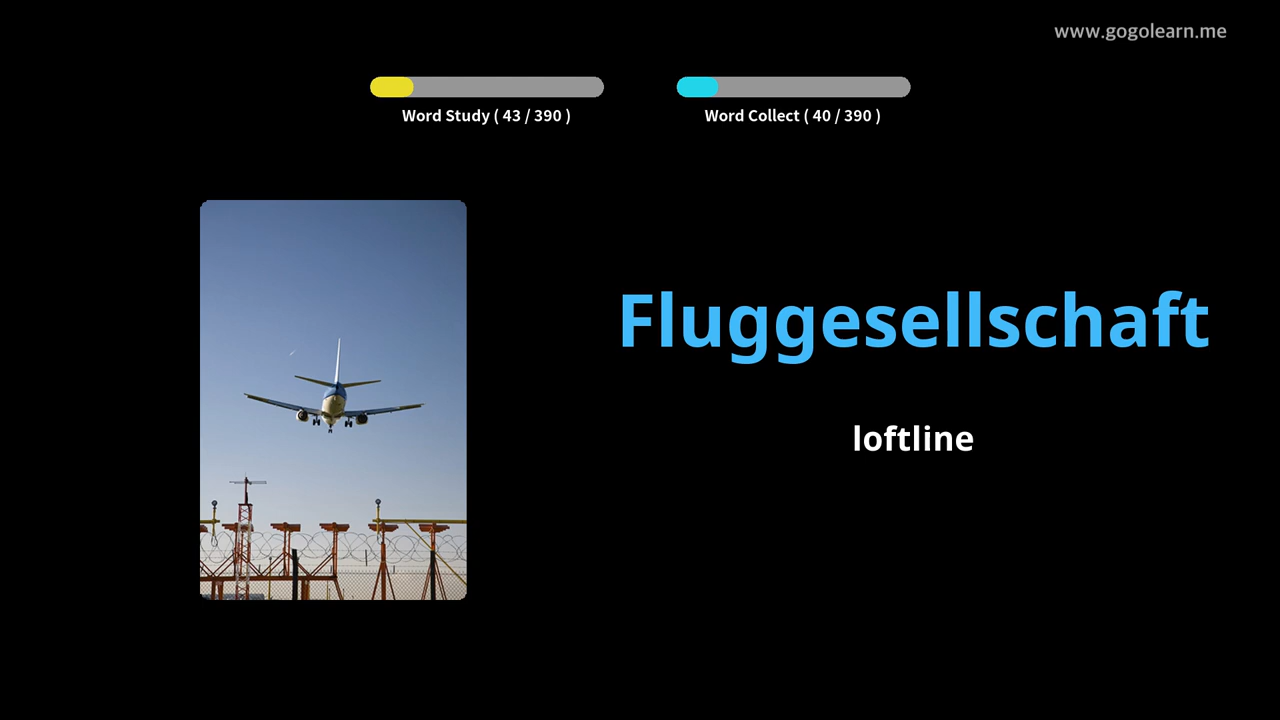 www.gogolearn.me
Word Study ( 43 / 390 )
Word Collect ( 40 / 390 )
Fluggesellschaft
loftline